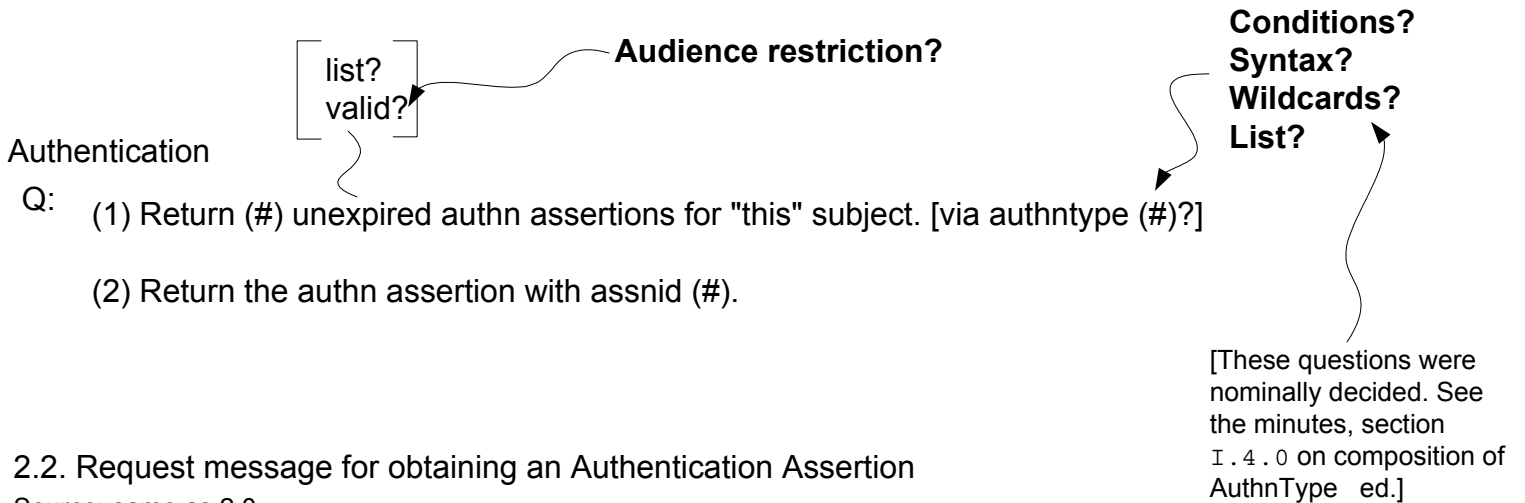 Conditions?
Syntax?
Wildcards?
List?
Audience restriction?
list?
valid?
Authentication
Q:
(1) Return (#) unexpired authn assertions for "this" subject. [via authntype (#)?]
(2) Return the authn assertion with assnid (#).
[These questions were
nominally decided. See
the minutes, section
I.4.0 on composition of
AuthnType ed.]
2.2. Request message for obtaining an Authentication Assertion